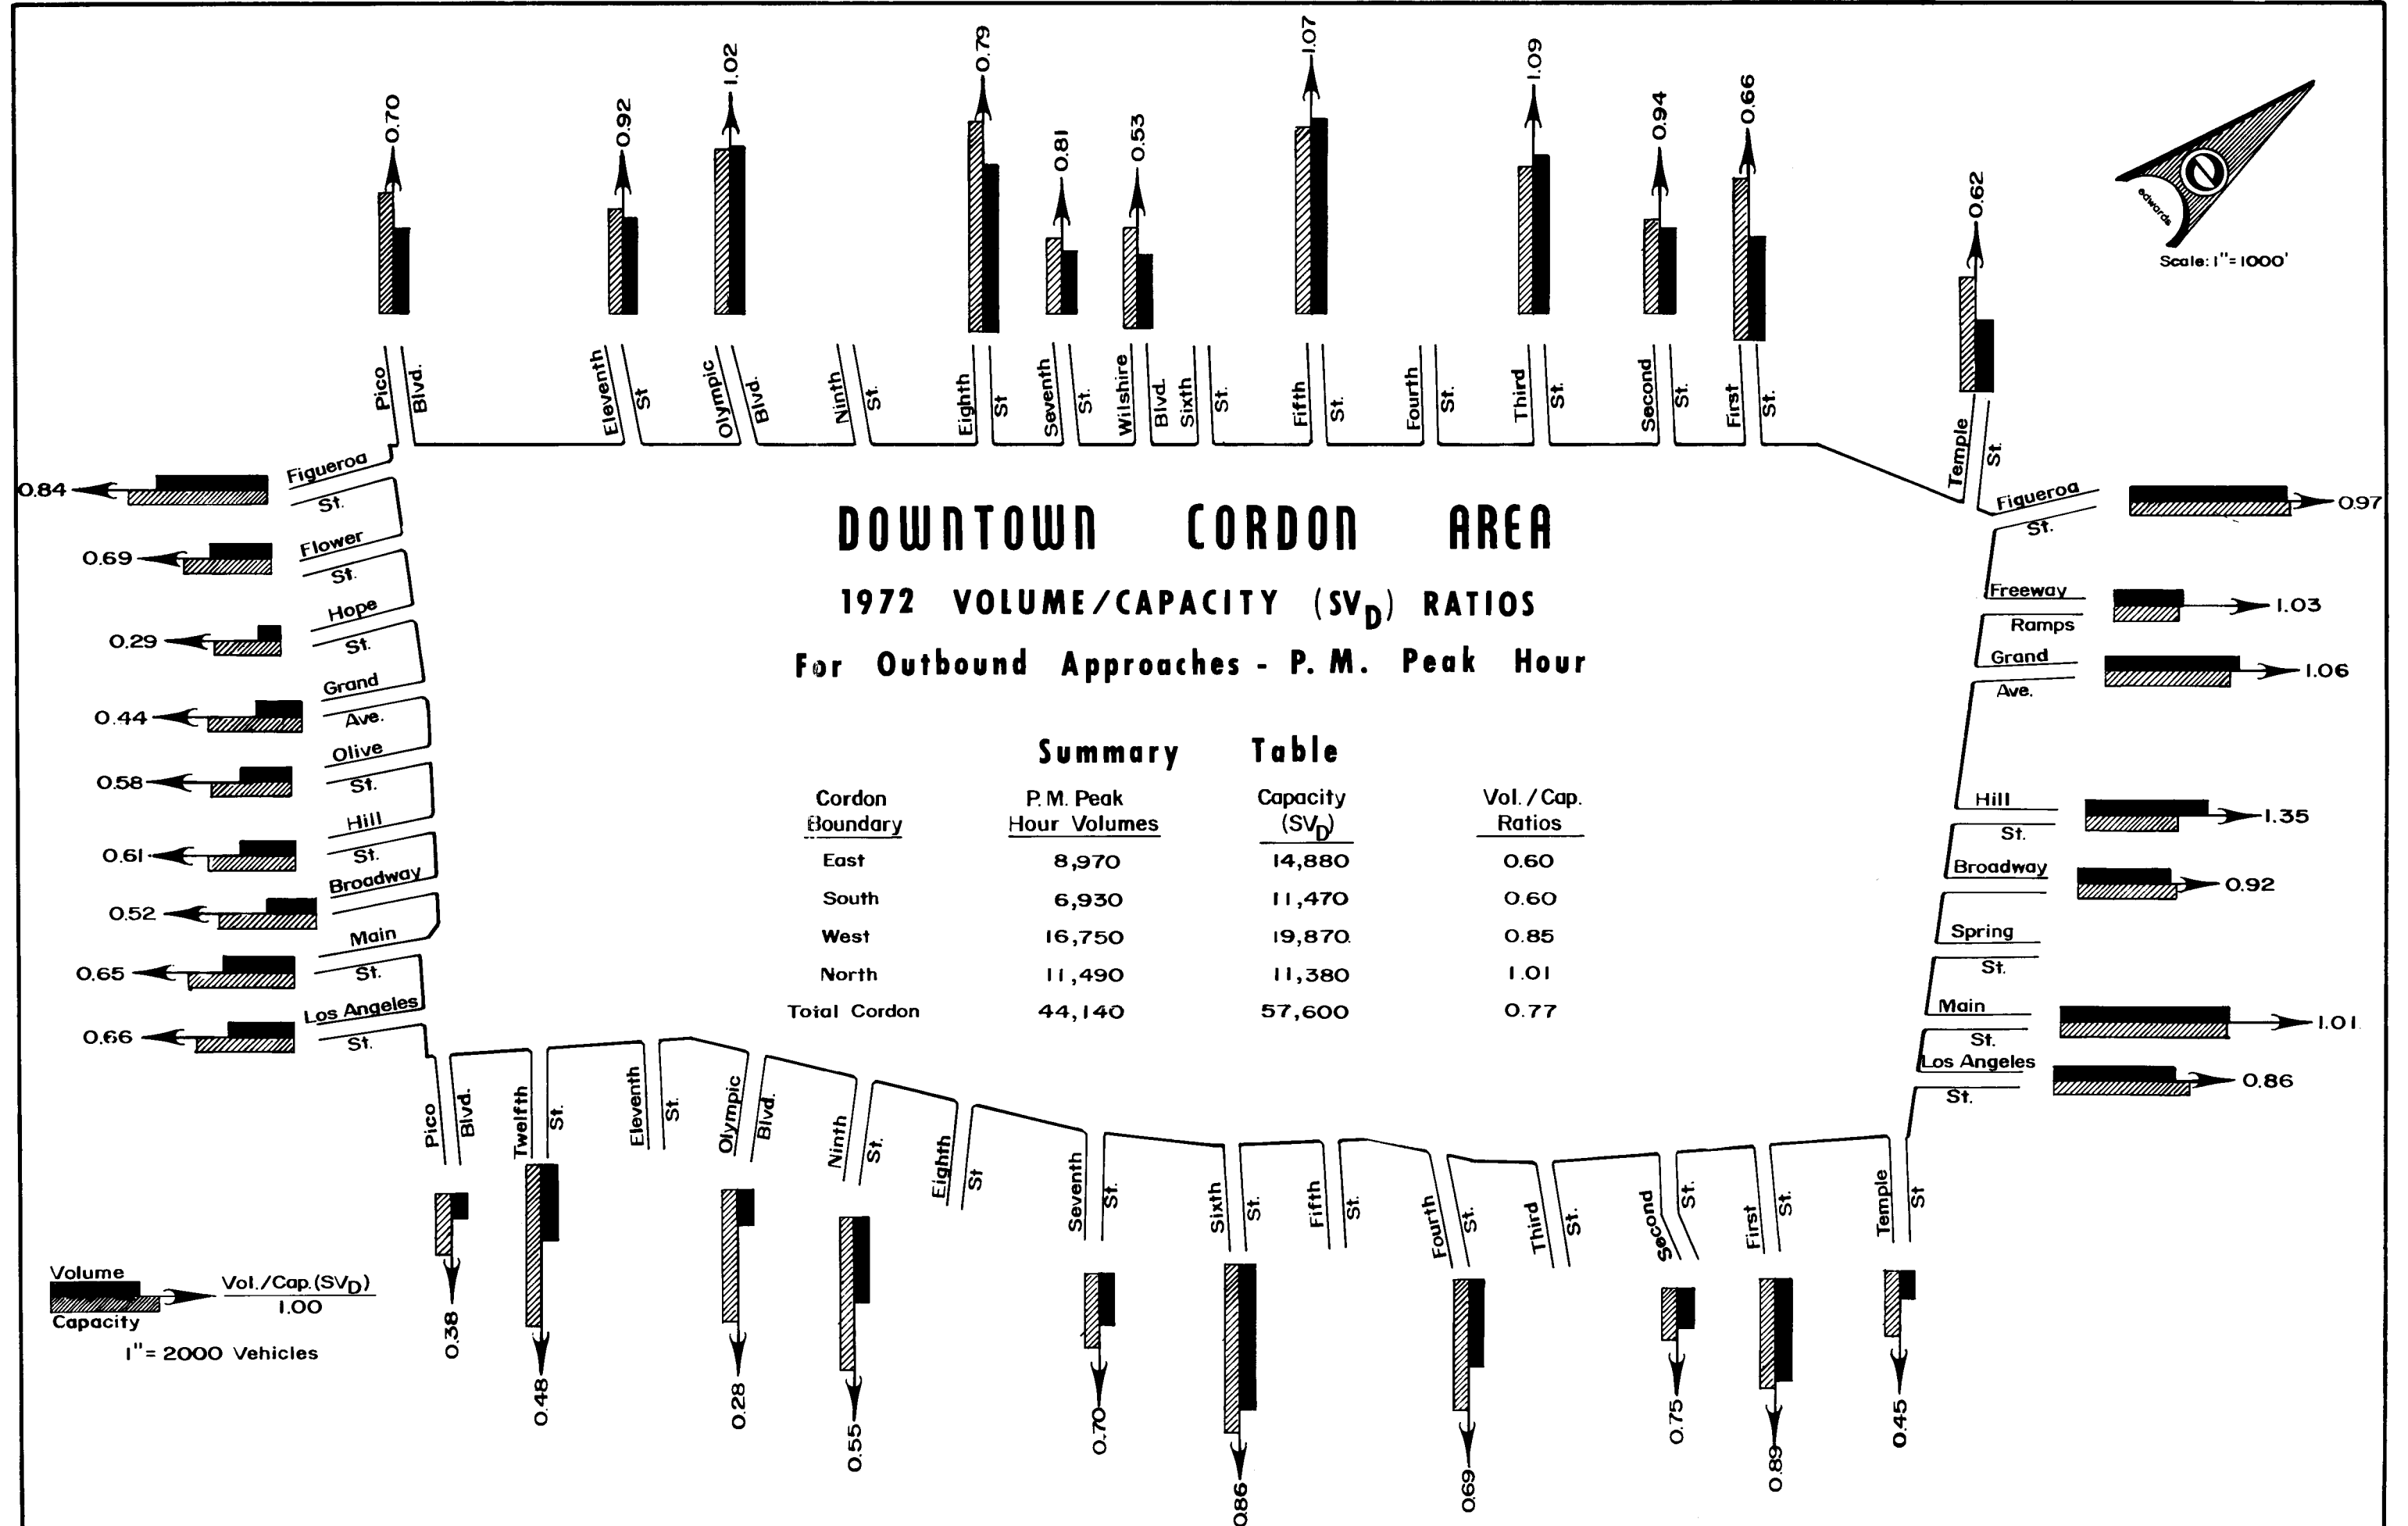 0.70
0.92
1.02
0.79
0.81
0.53
1.07
1.09
0.94
0.66
0.62
edwards
Scale: 1" = 1000'
Pico Blvd.
Eleventh St
Olympic Blvd.
Ninth St.
Eighth St
Seventh St.
Wilshire Blvd.
Sixth St.
Fifth St.
Fourth St.
Third St.
Second St.
First St.
Temple St.
0.84
Figueroa St.
0.69
Flower St.
0.29
Hope St.
0.44
Grand Ave.
0.58
Olive St.
0.61
Hill St.
0.52
Broadway
0.65
Main St.
0.66
Los Angeles St.
DOWNTOWN CORDON AREA
1972 VOLUME/CAPACITY (SVD) RATIOS
For Outbound Approaches - P.M. Peak Hour
Summary Table
Cordon Boundary P.M. Peak Hour Volumes Capacity (SVD) Vol./Cap. Ratios
East 8,970 14,880 0.60
South 6,930 11,470 0.60
West 16,750 19,870 0.85
North 11,490 11,380 1.01
Total Cordon 44,140 57,600 0.77
Figueroa St.
0.97
Freeway Ramps
1.03
Grand Ave.
1.06
Hill St.
1.35
Broadway
0.92
Spring St.
Main St.
1.01
Los Angeles St.
0.86
Pico Blvd.
Twelfth St.
Eleventh St.
Olympic Blvd.
Ninth St.
Eighth St
Seventh St.
Sixth St.
Fifth St.
Fourth St.
Third St.
Second St.
First St.
Temple St
0.38
0.48
0.28
0.55
0.70
0.86
0.69
0.75
0.89
0.45
Volume
Vol./Cap.(SVD)
1.00
Capacity
1" = 2000 Vehicles